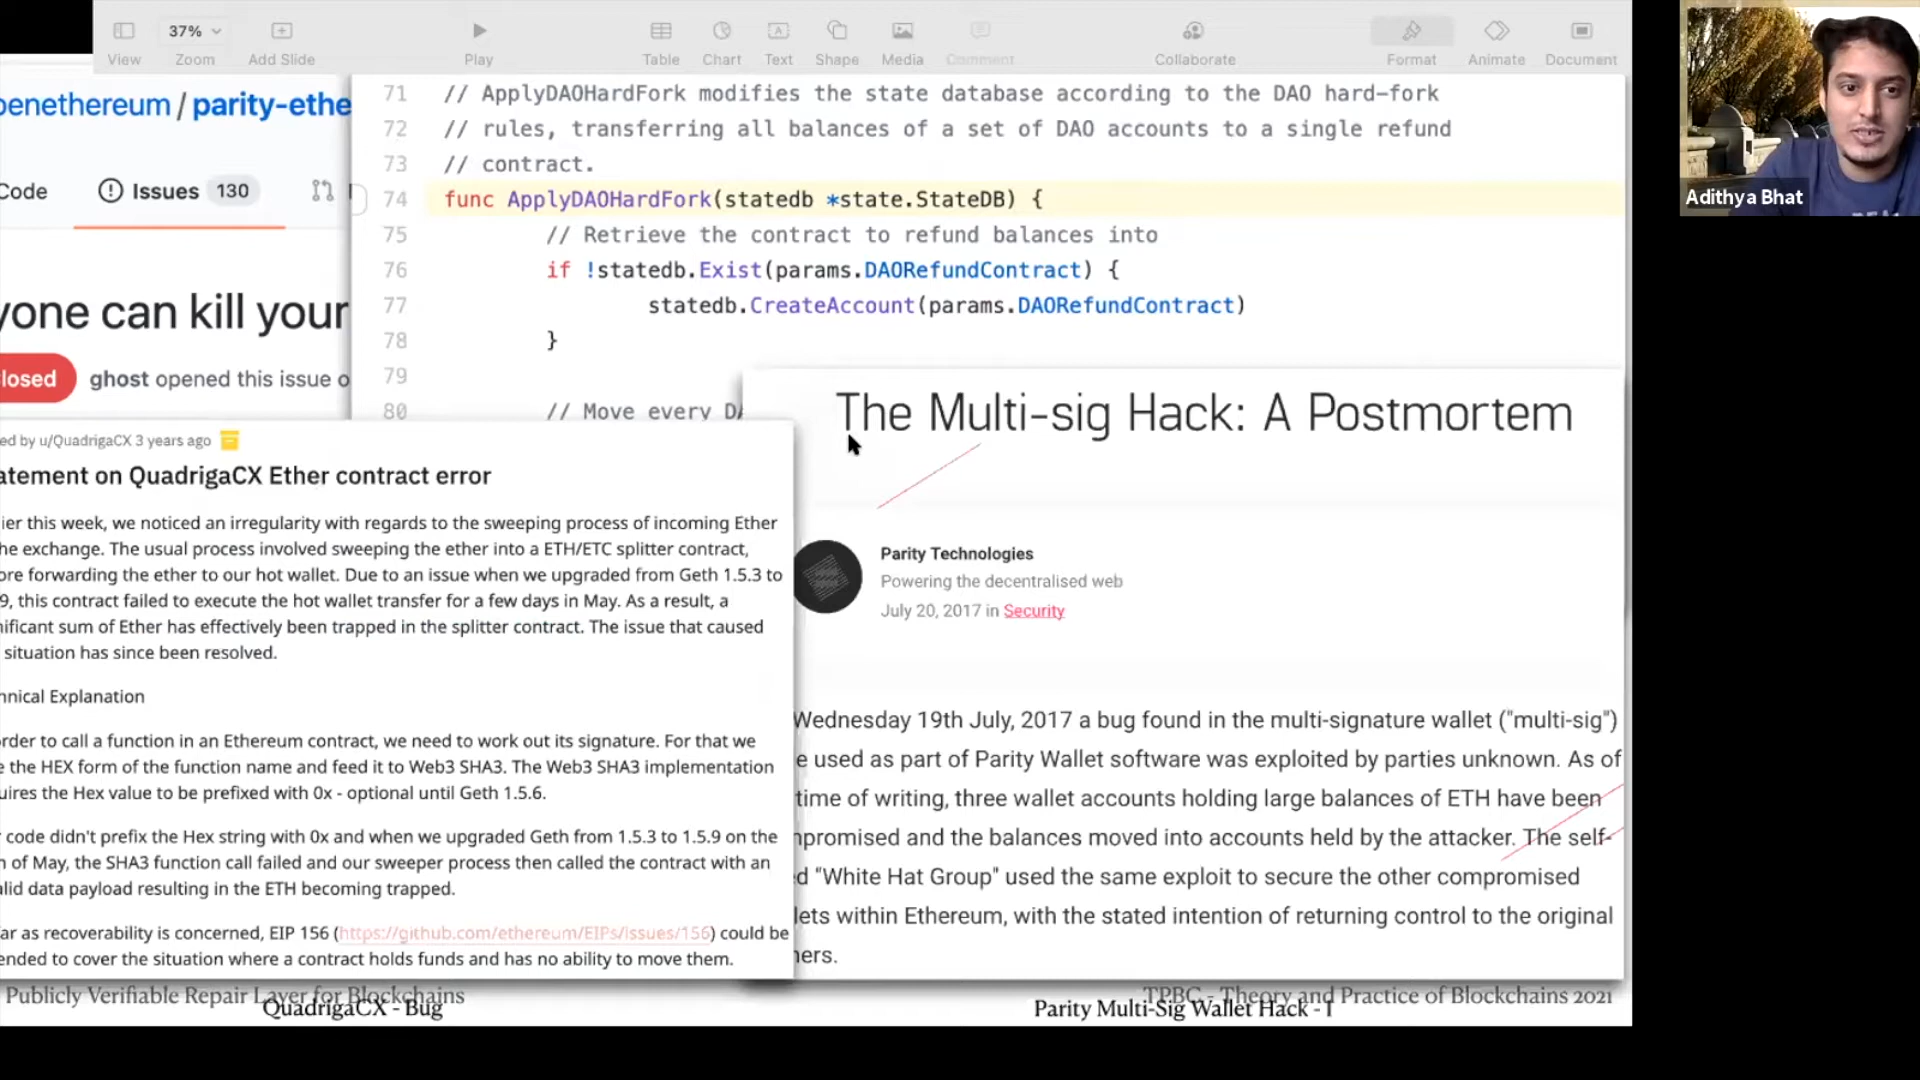 View
37%
Zoom
Add Slide
Play
Table
Chart
Text
Shape
Media
Comment
Collaborate
Format
Animate
Document
penethereum / parity-ethe
Code
Issues 130
yone can kill your
losed
ghost opened this issue o
71 // ApplyDAOHardFork modifies the state database according to the DAO hard-fork
72 // rules, transferring all balances of a set of DAO accounts to a single refund
73 // contract.
74 func ApplyDAOHardFork(statedb *state.StateDB) {
75 // Retrieve the contract to refund balances into
76 if !statedb.Exist(params.DAORefundContract) {
77 statedb.CreateAccount(params.DAORefundContract)
78 }
79
80 // Move every DA
ed by u/QuadrigaCX 3 years ago
atement on QuadrigaCX Ether contract error
ier this week, we noticed an irregularity with regards to the sweeping process of incoming Ether
he exchange. The usual process involved sweeping the ether into a ETH/ETC splitter contract,
ore forwarding the ether to our hot wallet. Due to an issue when we upgraded from Geth 1.5.3 to
9, this contract failed to execute the hot wallet transfer for a few days in May. As a result, a
nificant sum of Ether has effectively been trapped in the splitter contract. The issue that caused
situation has since been resolved.
nnical Explanation
order to call a function in an Ethereum contract, we need to work out its signature. For that we
e the HEX form of the function name and feed it to Web3 SHA3. The Web3 SHA3 implementation
uires the Hex value to be prefixed with 0x - optional until Geth 1.5.6.
r code didn't prefix the Hex string with 0x and when we upgraded Geth from 1.5.3 to 1.5.9 on the
n of May, the SHA3 function call failed and our sweeper process then called the contract with an
alid data payload resulting in the ETH becoming trapped.
ar as recoverability is concerned, EIP 156 (https://github.com/ethereum/EIPs/issues/156) could be
ended to cover the situation where a contract holds funds and has no ability to move them.
The Multi-sig Hack: A Postmortem
Parity Technologies
Powering the decentralised web
July 20, 2017 in Security
Wednesday 19th July, 2017 a bug found in the multi-signature wallet ("multi-sig")
e used as part of Parity Wallet software was exploited by parties unknown. As of
time of writing, three wallet accounts holding large balances of ETH have been
npromised and the balances moved into accounts held by the attacker. The self-
d "White Hat Group" used the same exploit to secure the other compromised
lets within Ethereum, with the stated intention of returning control to the original
ners.
Publicly Verifiable Repair Layer for Blockchains
QuadrigaCX - Bug
TPBC - Theory and Practice of Blockchains 2021
Parity Multi-Sig Wallet Hack - I
Adithya Bhat